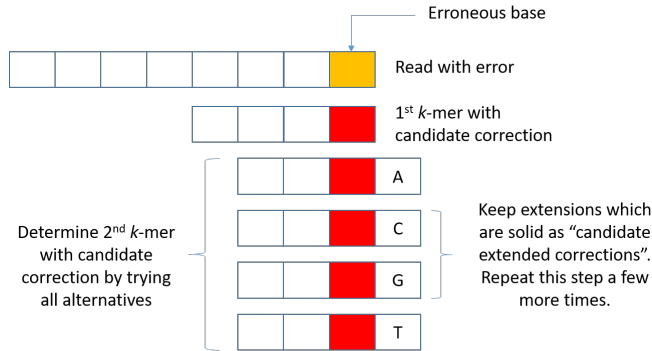 Erroneous base
Read with error
1st k-mer with
candidate correction
A
C
G
T
Determine 2nd k-mer
with candidate
correction by trying
all alternatives
Keep extensions which
are solid as “candidate
extended corrections”.
Repeat this step a few
more times.